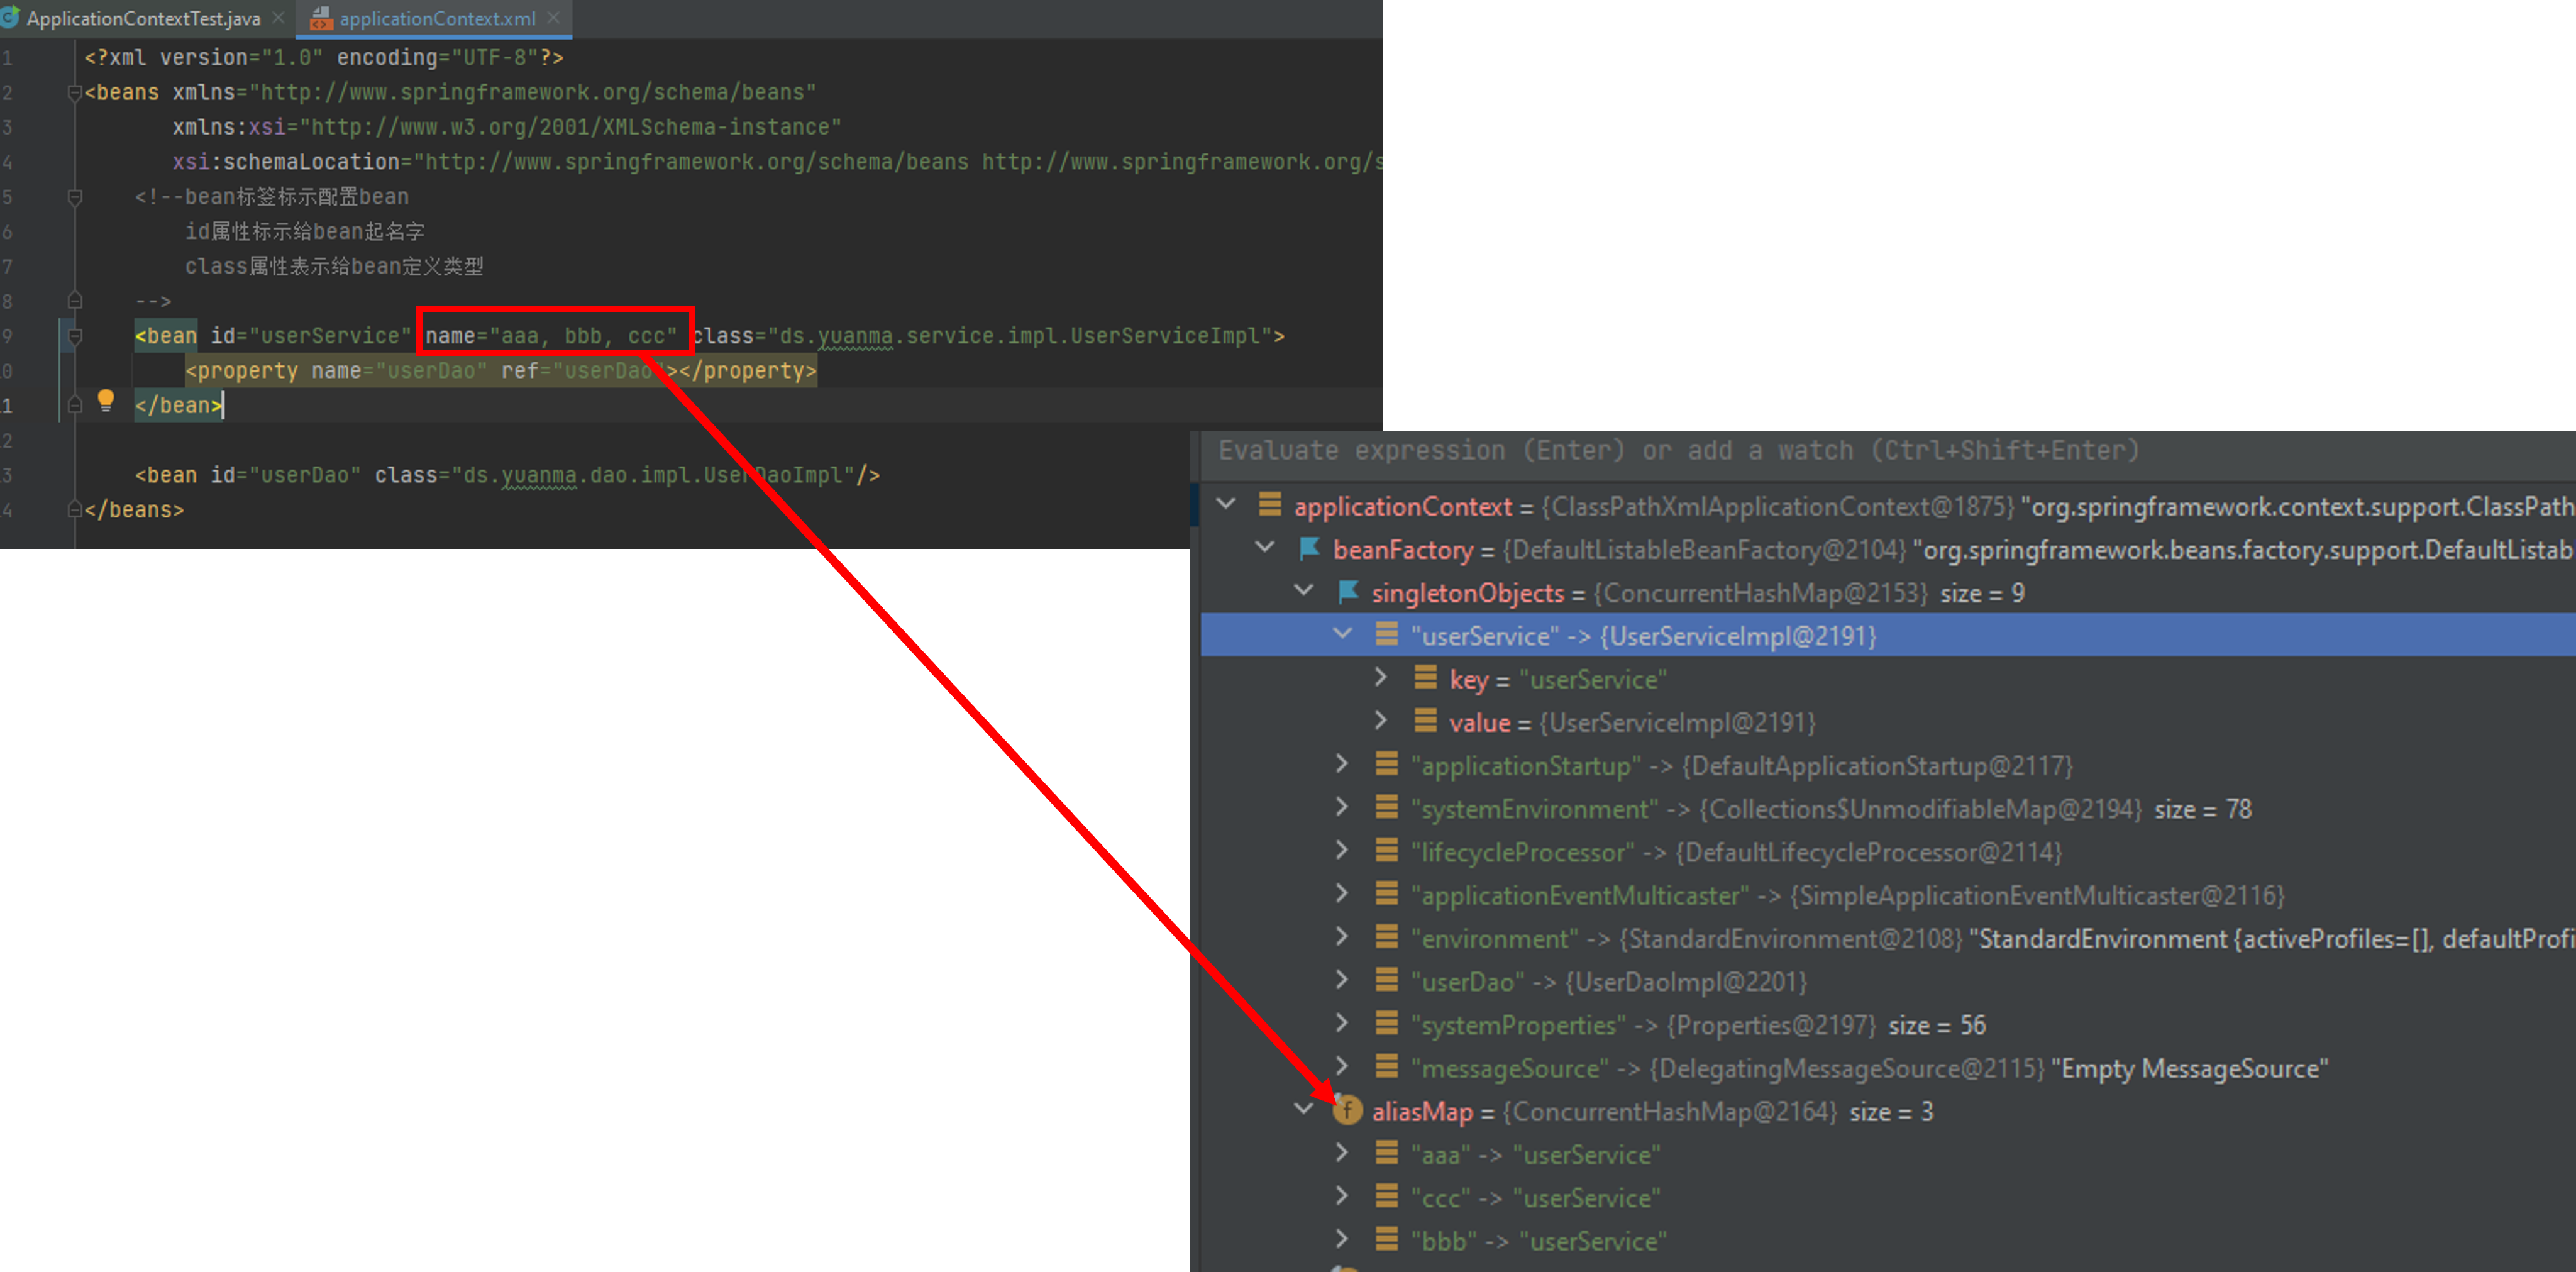 ApplicationContextTest.java applicationContext.xml
1 <?xml version="1.0" encoding="UTF-8"?>
2 <beans xmlns="http://www.springframework.org/schema/beans"
3 xmlns:xsi="http://www.w3.org/2001/XMLSchema-instance"
4 xsi:schemaLocation="http://www.springframework.org/schema/beans http://www.springframework.org/s
5 <!--bean标签标示配置bean
6 id属性标示给bean起名字
7 class属性表示给bean定义类型
8 -->
9 <bean id="userService" name="aaa, bbb, ccc" class="ds.yuanma.service.impl.UserServiceImpl">
0 <property name="userDao" ref="userDao"></property>
1 </bean>
2
3 <bean id="userDao" class="ds.yuanma.dao.impl.UserDaoImpl"/>
4 </beans>
Evaluate expression (Enter) or add a watch (Ctrl+Shift+Enter)
applicationContext = {ClassPathXmlApplicationContext@1875} "org.springframework.context.support.ClassPath
beanFactory = {DefaultListableBeanFactory@2104} "org.springframework.beans.factory.support.DefaultListab
singletonObjects = {ConcurrentHashMap@2153} size = 9
"userService" -> {UserServiceImpl@2191}
key = "userService"
value = {UserServiceImpl@2191}
"applicationStartup" -> {DefaultApplicationStartup@2117}
"systemEnvironment" -> {Collections$UnmodifiableMap@2194} size = 78
"lifecycleProcessor" -> {DefaultLifecycleProcessor@2114}
"applicationEventMulticaster" -> {SimpleApplicationEventMulticaster@2116}
"environment" -> {StandardEnvironment@2108} "StandardEnvironment {activeProfiles=[], defaultProfi
"userDao" -> {UserDaoImpl@2201}
"systemProperties" -> {Properties@2197} size = 56
"messageSource" -> {DelegatingMessageSource@2115} "Empty MessageSource"
f aliasMap = {ConcurrentHashMap@2164} size = 3
"aaa" -> "userService"
"ccc" -> "userService"
"bbb" -> "userService"